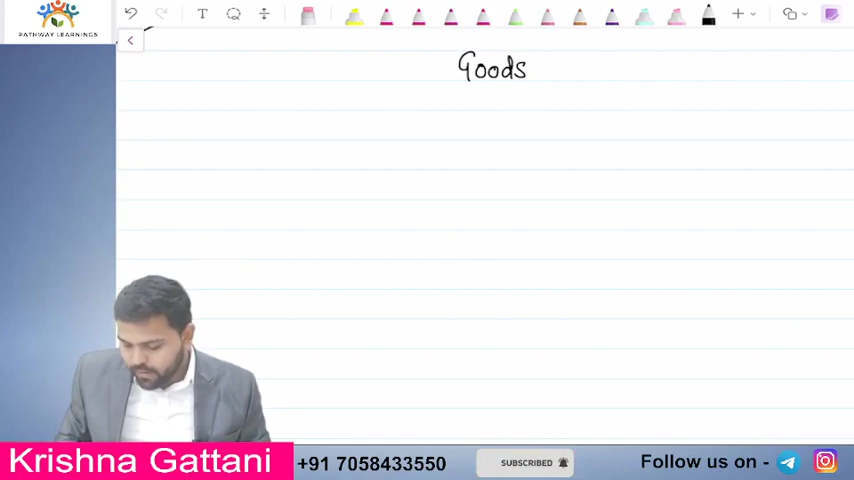 PATHWAY LEARNINGS
T
Goods
Krishna Gattani
+91 7058433550
SUBSCRIBED
Follow us on -